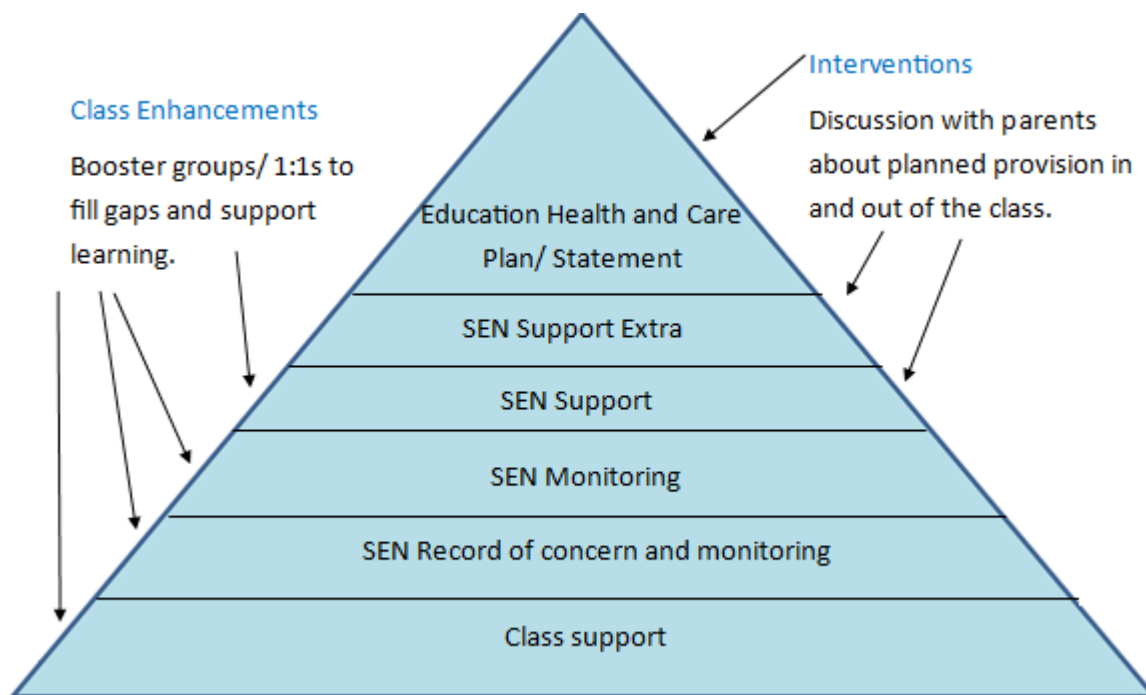 Class Enhancements
Booster groups/ 1:1s to
fill gaps and support
learning.
Interventions
Discussion with parents
about planned provision in
and out of the class.
Education Health and Care
Plan/ Statement
SEN Support Extra
SEN Support
SEN Monitoring
SEN Record of concern and monitoring
Class support